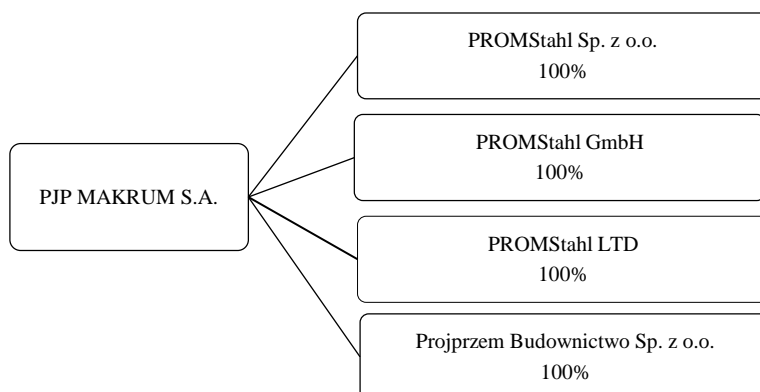 PJP MAKRUM S.A.
PROMStahl Sp. z o.o.
100%
PROMStahl GmbH
100%
PROMStahl LTD
100%
Projprzem Budownictwo Sp. z o.o.
100%